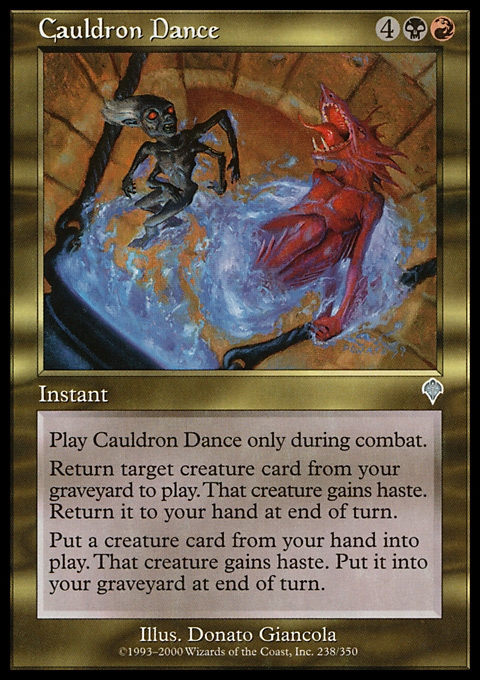 Cauldron Dance 4
Instant
Play Cauldron Dance only during combat.
Return target creature card from your
graveyard to play. That creature gains haste.
Return it to your hand at end of turn.
Put a creature card from your hand into
play. That creature gains haste. Put it into
your graveyard at end of turn.
Illus. Donato Giancola
©1993–2000 Wizards of the Coast, Inc. 238/350